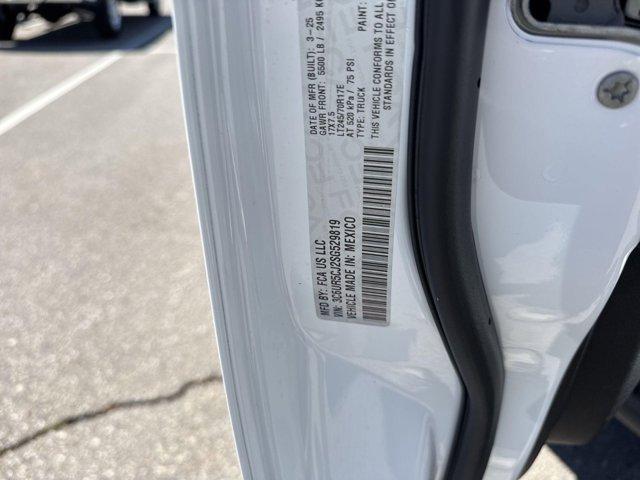 MFD BY: FCA US LLC
DATE OF MFR (BUILT): 3-25
GAWR FRONT: 5500 LB / 2495 K
17X7.5
LT245/70R17E
AT 520 kPa / 75 PSI
TYPE: TRUCK
PAINT:
THIS VEHICLE CONFORMS TO ALL
STANDARDS IN EFFECT O
VIN: 3C6UR5CJ2SG529819
VEHICLE MADE IN: MEXICO